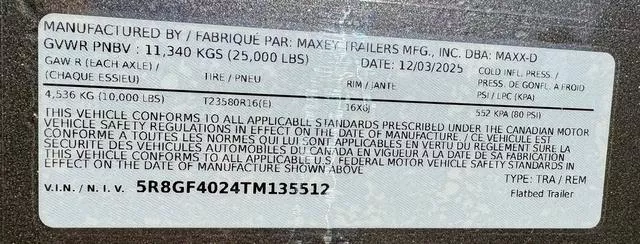 MANUFACTURED BY / FABRIQUÉ PAR: MAXEY TRAILERS MFG., INC. DBA: MAXX-D
GVWR PNBV : 11,340 KGS (25,000 LBS) DATE: 12/03/2025
GAW R (EACH AXLE) / TIRE / PNEU RIM / JANTE COLD INFL. PRESS. /
(CHAQUE ESSIEU) PRESS. DE GONFL. A FROID
PSI / LPC (KPA)
4,536 KG (10,000 LBS) T23580R16(E) 16X6J 552 KPA (80 PSI)
THIS VEHICLE CONFORMS TO ALL APPLICABLE STANDARDS PRESCRIBED UNDER THE CANADIAN MOTOR
VEHICLE SAFETY REGULATIONS IN EFFECT ON THE DATE OF MANUFACTURE. / CE VEHICULE EST
CONFORME A TOUTES LES NORMES QUI LUI SONT APPLICABLES EN VERTU DU REGLEMENT SUR LA
SECURITE DES VEHICULES AUTOMOBILES DU CANADA EN VIGUEUR A LA DATE DE SA FABRICATION
THIS VEHICLE CONFORMS TO ALL APPLICABLE U.S. FEDERAL MOTOR VEHICLE SAFETY STANDARDS IN
EFFECT ON THE DATE OF MANUFACTURE SHOWN ABOVE
TYPE: TRA / REM
V.I.N. / N. I. V. 5R8GF4024TM135512 Flatbed Trailer